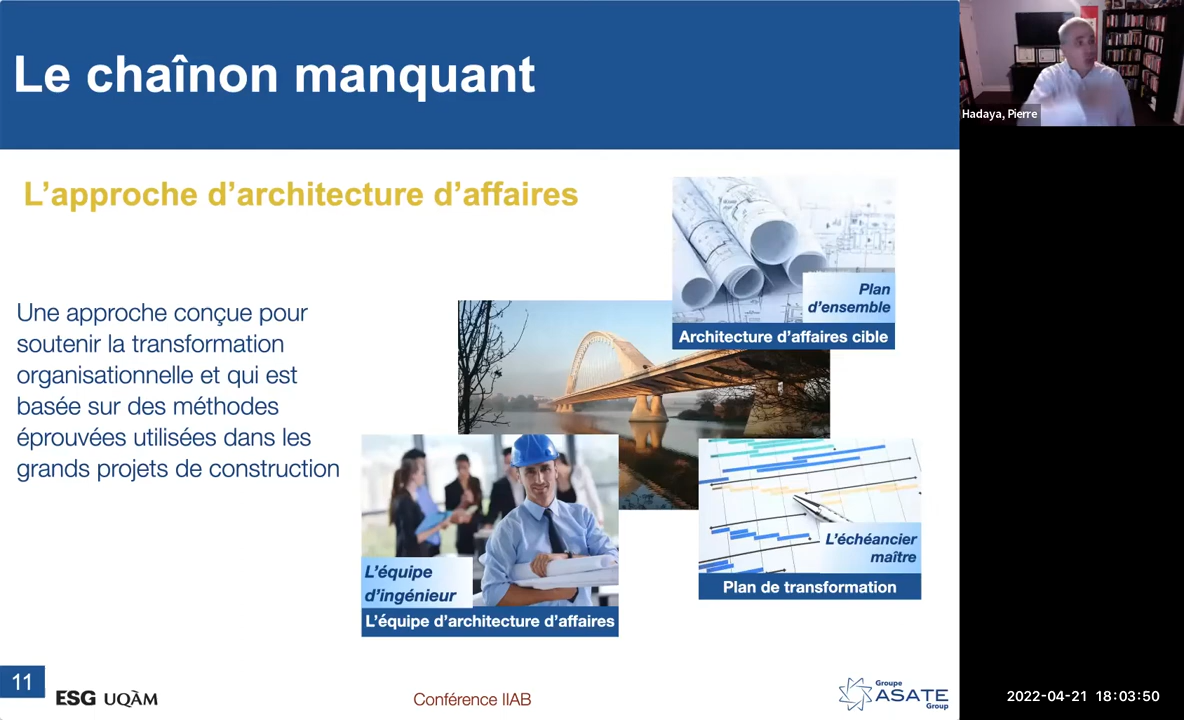 Le chaînon manquant
L'approche d'architecture d'affaires
Une approche conçue pour
soutenir la transformation
organisationnelle et qui est
basée sur des méthodes
éprouvées utilisées dans les
grands projets de construction
Plan
d'ensemble
Architecture d'affaires cible
L'équipe
d'ingénieur
L'équipe d'architecture d'affaires
L'échéancier
maître
Plan de transformation
11
ESG UQÀM
Conférence IIAB
Groupe
ASATE
Group
Hadaya, Pierre
2022-04-21 18:03:50